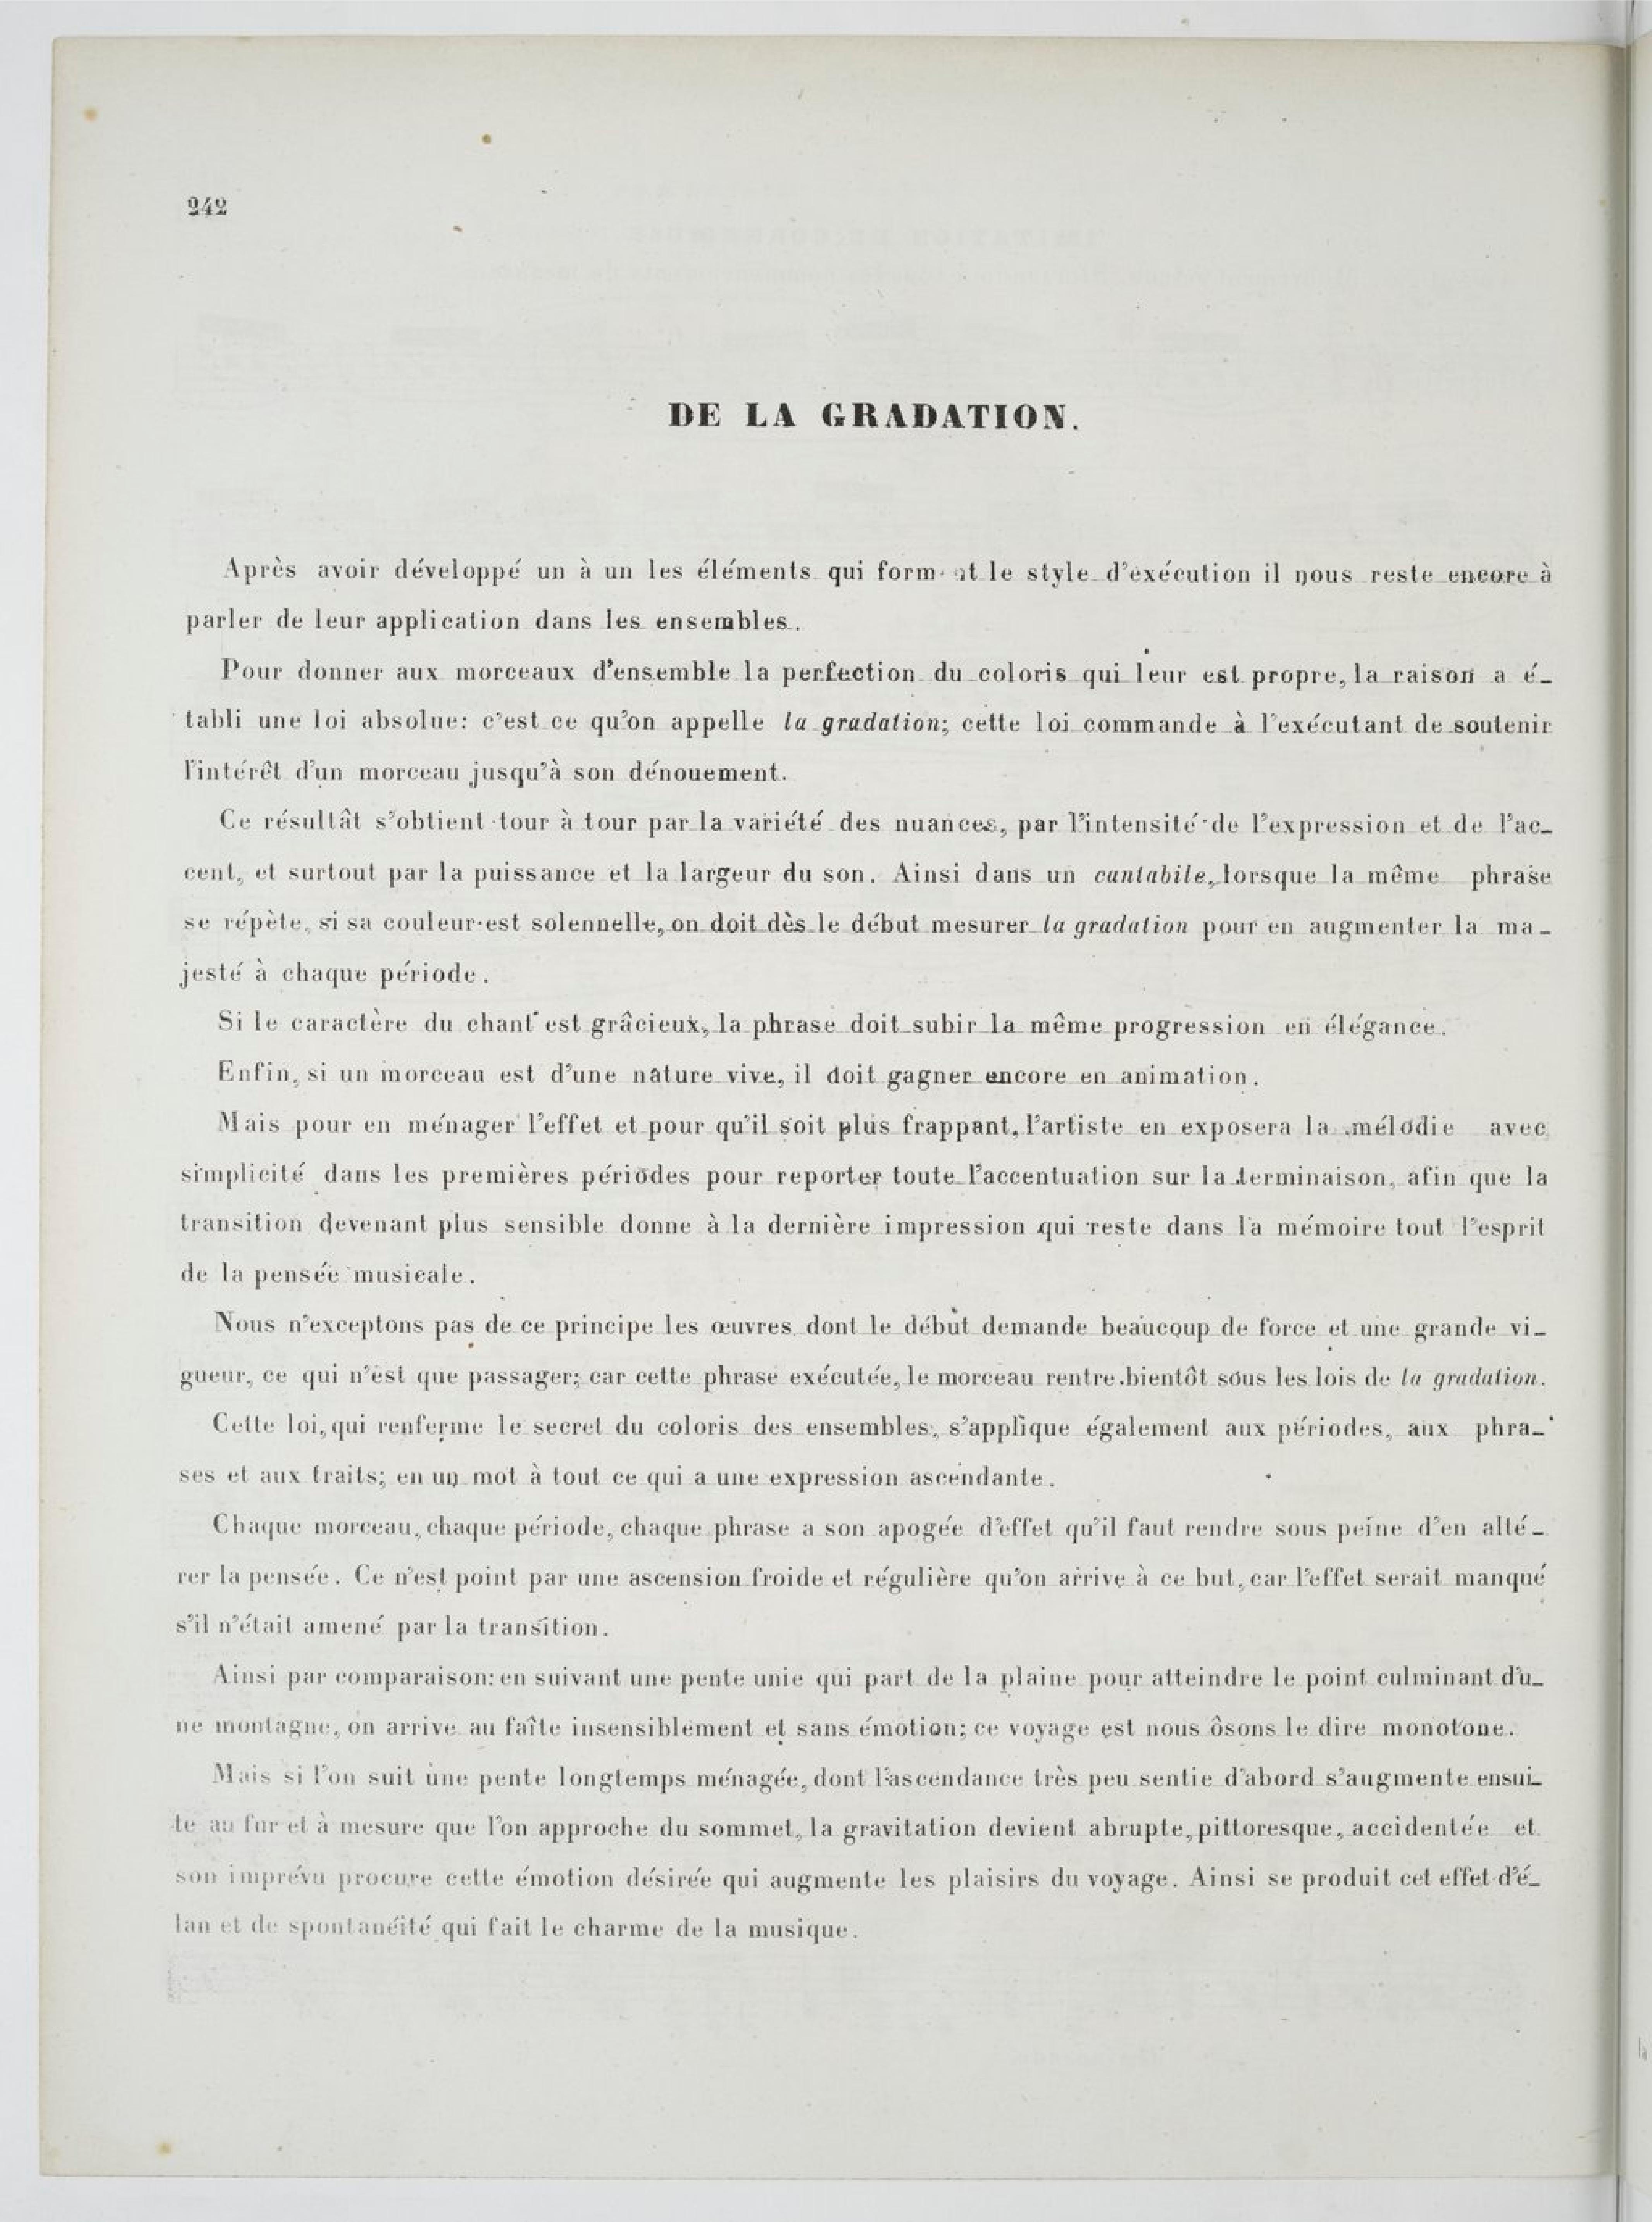 242
DE LA GRADATION.
Après avoir développé un à un les éléments qui forment le style d'exécution il nous reste encore à
parler de leur application dans les ensembles.
Pour donner aux morceaux d'ensemble la perfection du coloris qui leur est propre, la raison a é-
tabli une loi absolue: c'est ce qu'on appelle la gradation; cette loi commande à l'exécutant de soutenir
l'intérêt d'un morceau jusqu'à son dénouement.
Ce résultât s'obtient tour à tour par la variété des nuances, par l'intensité de l'expression et de l'ac-
cent, et surtout par la puissance et la largeur du son. Ainsi dans un cantabile, lorsque la même phrase
se répète, si sa couleur est solennelle, on doit dès le début mesurer la gradation pour en augmenter la ma-
jesté à chaque période.
Si le caractère du chant est grâcieux, la phrase doit subir la même progression en élégance.
Enfin, si un morceau est d'une nature vive, il doit gagner encore en animation.
Mais pour en ménager l'effet et pour qu'il soit plus frappant, l'artiste en exposera la mélodie avec
simplicité dans les premières périodes pour reporter toute l'accentuation sur la terminaison, afin que la
transition devenant plus sensible donne à la dernière impression qui reste dans la mémoire tout l'esprit
de la pensée musicale.
Nous n'exceptons pas de ce principe les œuvres dont le début demande beaucoup de force et une grande vi-
gueur, ce qui n'est que passager; car cette phrase exécutée, le morceau rentre bientôt sous les lois de la gradation.
Cette loi, qui renferme le secret du coloris des ensembles, s'applique également aux périodes, aux phra-
ses et aux traits; en un mot à tout ce qui a une expression ascendante.
Chaque morceau, chaque période, chaque phrase a son apogée d'effet qu'il faut rendre sous peine d'en alté-
rer la pensée. Ce n'est point par une ascension froide et régulière qu'on arrive à ce but, car l'effet serait manqué
s'il n'était amené par la transition.
Ainsi par comparaison: en suivant une pente unie qui part de la plaine pour atteindre le point culminant d'u-
ne montagne, on arrive au faîte insensiblement et sans émotion; ce voyage est nous ôsons le dire monotone.
Mais si l'on suit une pente longtemps ménagée, dont l'ascendance très peu sentie d'abord s'augmente ensui-
te au fur et à mesure que l'on approche du sommet, la gravitation devient abrupte, pittoresque, accidentée et
son imprévu procure cette émotion désirée qui augmente les plaisirs du voyage. Ainsi se produit cet effet d'é-
lan et de spontanéité qui fait le charme de la musique.